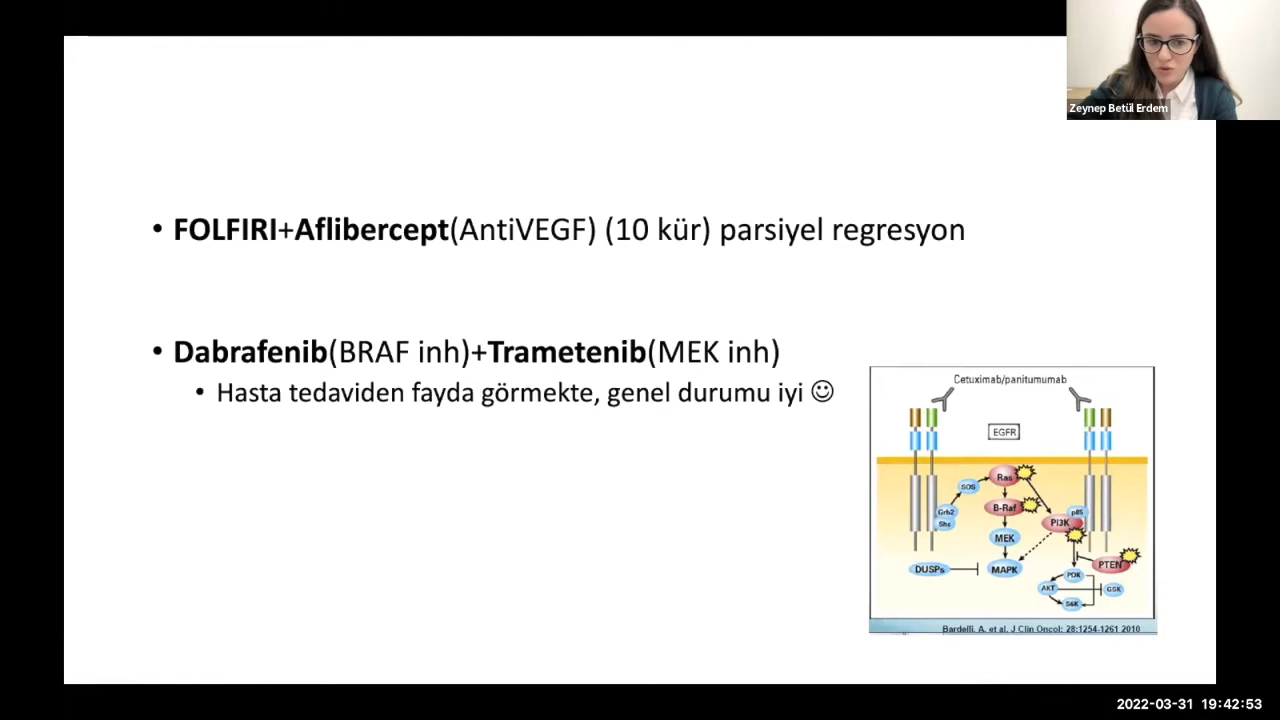 Zeynep Betül Erdem
• FOLFIRI+Aflibercept(AntiVEGF) (10 kür) parsiyel regresyon
• Dabrafenib(BRAF inh)+Trametenib(MEK inh)
• Hasta tedaviden fayda görmekte, genel durumu iyi ☺
Cetuximab/panitumumab
EGFR
Ras
SOS
B-Raf
Grb2
Shc
p85
PI3K
MEK
PTEN
DUSPs
MAPK
PDK
AKT
GSK
S6K
Bardelli, A. et al. J Clin Oncol; 28:1254-1261 2010
2022-03-31 19:42:53